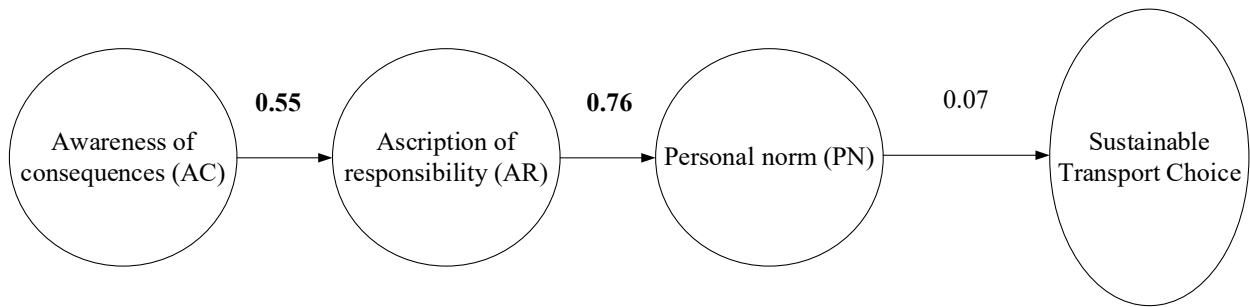 0.55
0.76
0.07
Awareness of
consequences (AC)
Ascription of
responsibility (AR)
Personal norm (PN)
Sustainable
Transport Choice